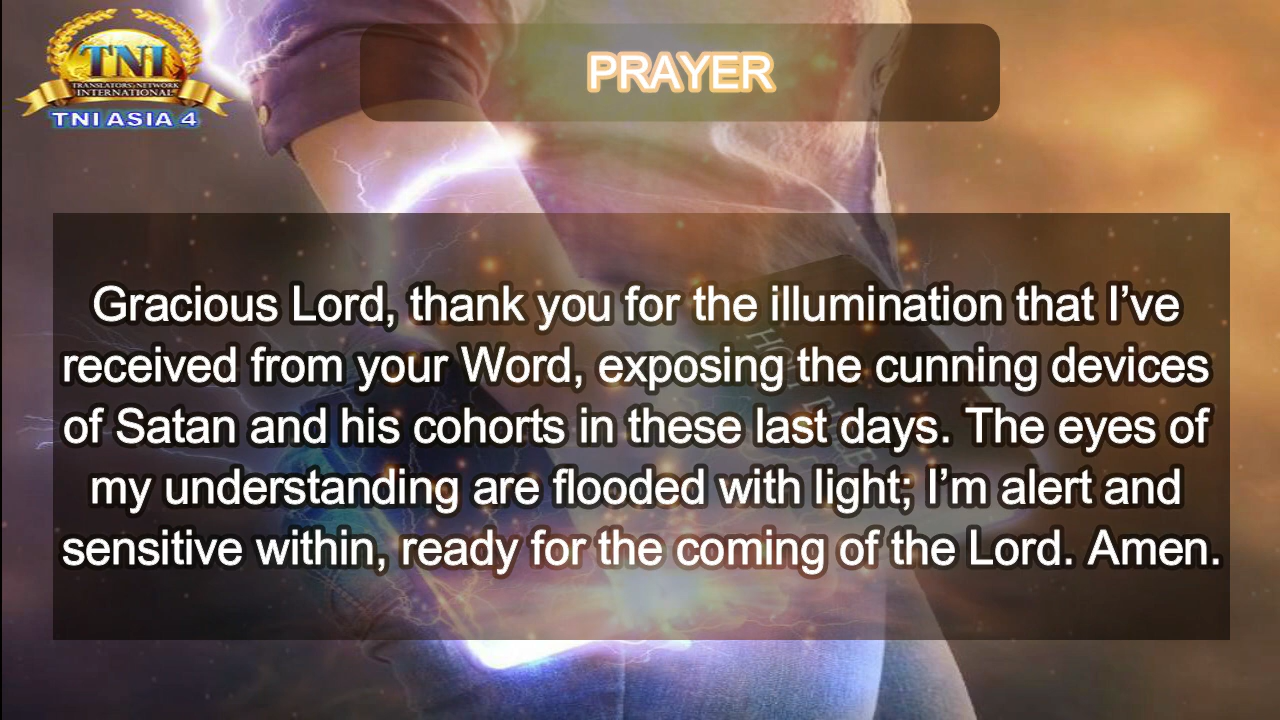 TNI
TRANSLATORS' NETWORK
INTERNATIONAL
TNI ASIA 4
PRAYER
Gracious Lord, thank you for the illumination that I’ve
received from your Word, exposing the cunning devices
of Satan and his cohorts in these last days. The eyes of
my understanding are flooded with light; I’m alert and
sensitive within, ready for the coming of the Lord. Amen.
HOLY BIBLE